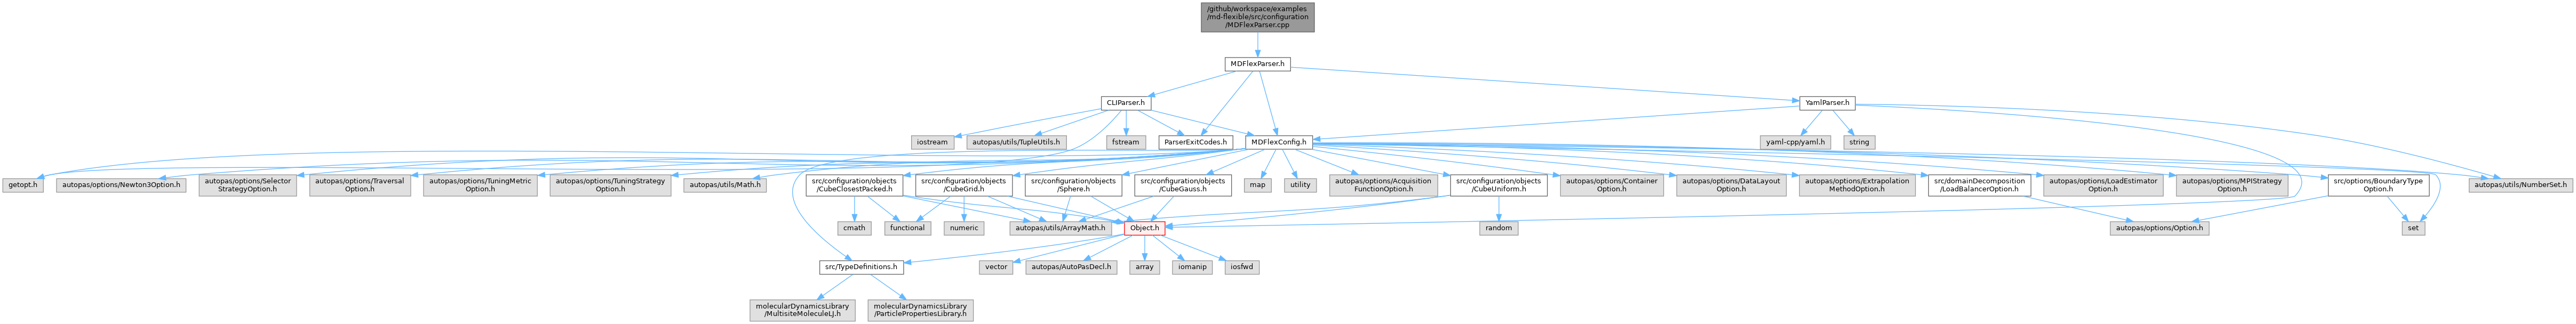 /github/workspace/examples
/md-flexible/src/configuration
/MDFlexParser.cpp
MDFlexParser.h
CLIParser.h
YamlParser.h
iostream
autopas/utils/TupleUtils.h
fstream
ParserExitCodes.h
MDFlexConfig.h
yaml-cpp/yaml.h
string
getopt.h
autopas/options/Newton3Option.h
autopas/options/Selector
StrategyOption.h
autopas/options/Traversal
Option.h
autopas/options/TuningMetric
Option.h
autopas/options/TuningStrategy
Option.h
autopas/utils/Math.h
src/configuration/objects
/CubeClosestPacked.h
src/configuration/objects
/CubeGrid.h
src/configuration/objects
/Sphere.h
src/configuration/objects
/CubeGauss.h
map
utility
autopas/options/Acquisition
FunctionOption.h
src/configuration/objects
/CubeUniform.h
autopas/options/Container
Option.h
autopas/options/DataLayout
Option.h
autopas/options/Extrapolation
MethodOption.h
src/domainDecomposition
/LoadBalancerOption.h
autopas/options/LoadEstimator
Option.h
autopas/options/MPIStrategy
Option.h
src/options/BoundaryType
Option.h
autopas/utils/NumberSet.h
cmath
functional
numeric
autopas/utils/ArrayMath.h
Object.h
random
autopas/options/Option.h
set
src/TypeDefinitions.h
vector
autopas/AutoPasDecl.h
array
iomanip
iosfwd
molecularDynamicsLibrary
/MultisiteMoleculeLJ.h
molecularDynamicsLibrary
/ParticlePropertiesLibrary.h